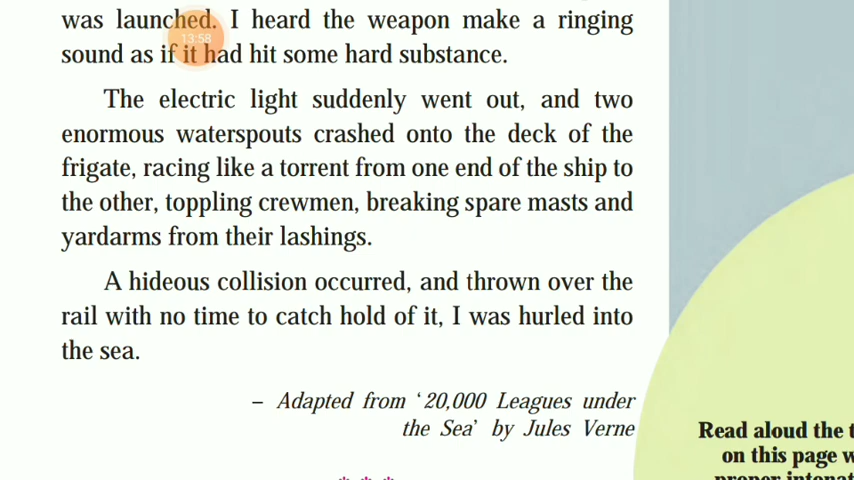 was launched. I heard the weapon make a ringing
13:58
sound as if it had hit some hard substance.
The electric light suddenly went out, and two
enormous waterspouts crashed onto the deck of the
frigate, racing like a torrent from one end of the ship to
the other, toppling crewmen, breaking spare masts and
yardarms from their lashings.
A hideous collision occurred, and thrown over the
rail with no time to catch hold of it, I was hurled into
the sea.
– Adapted from ‘20,000 Leagues under
the Sea’ by Jules Verne
* * *
Read aloud the t
on this page w
proper intonat